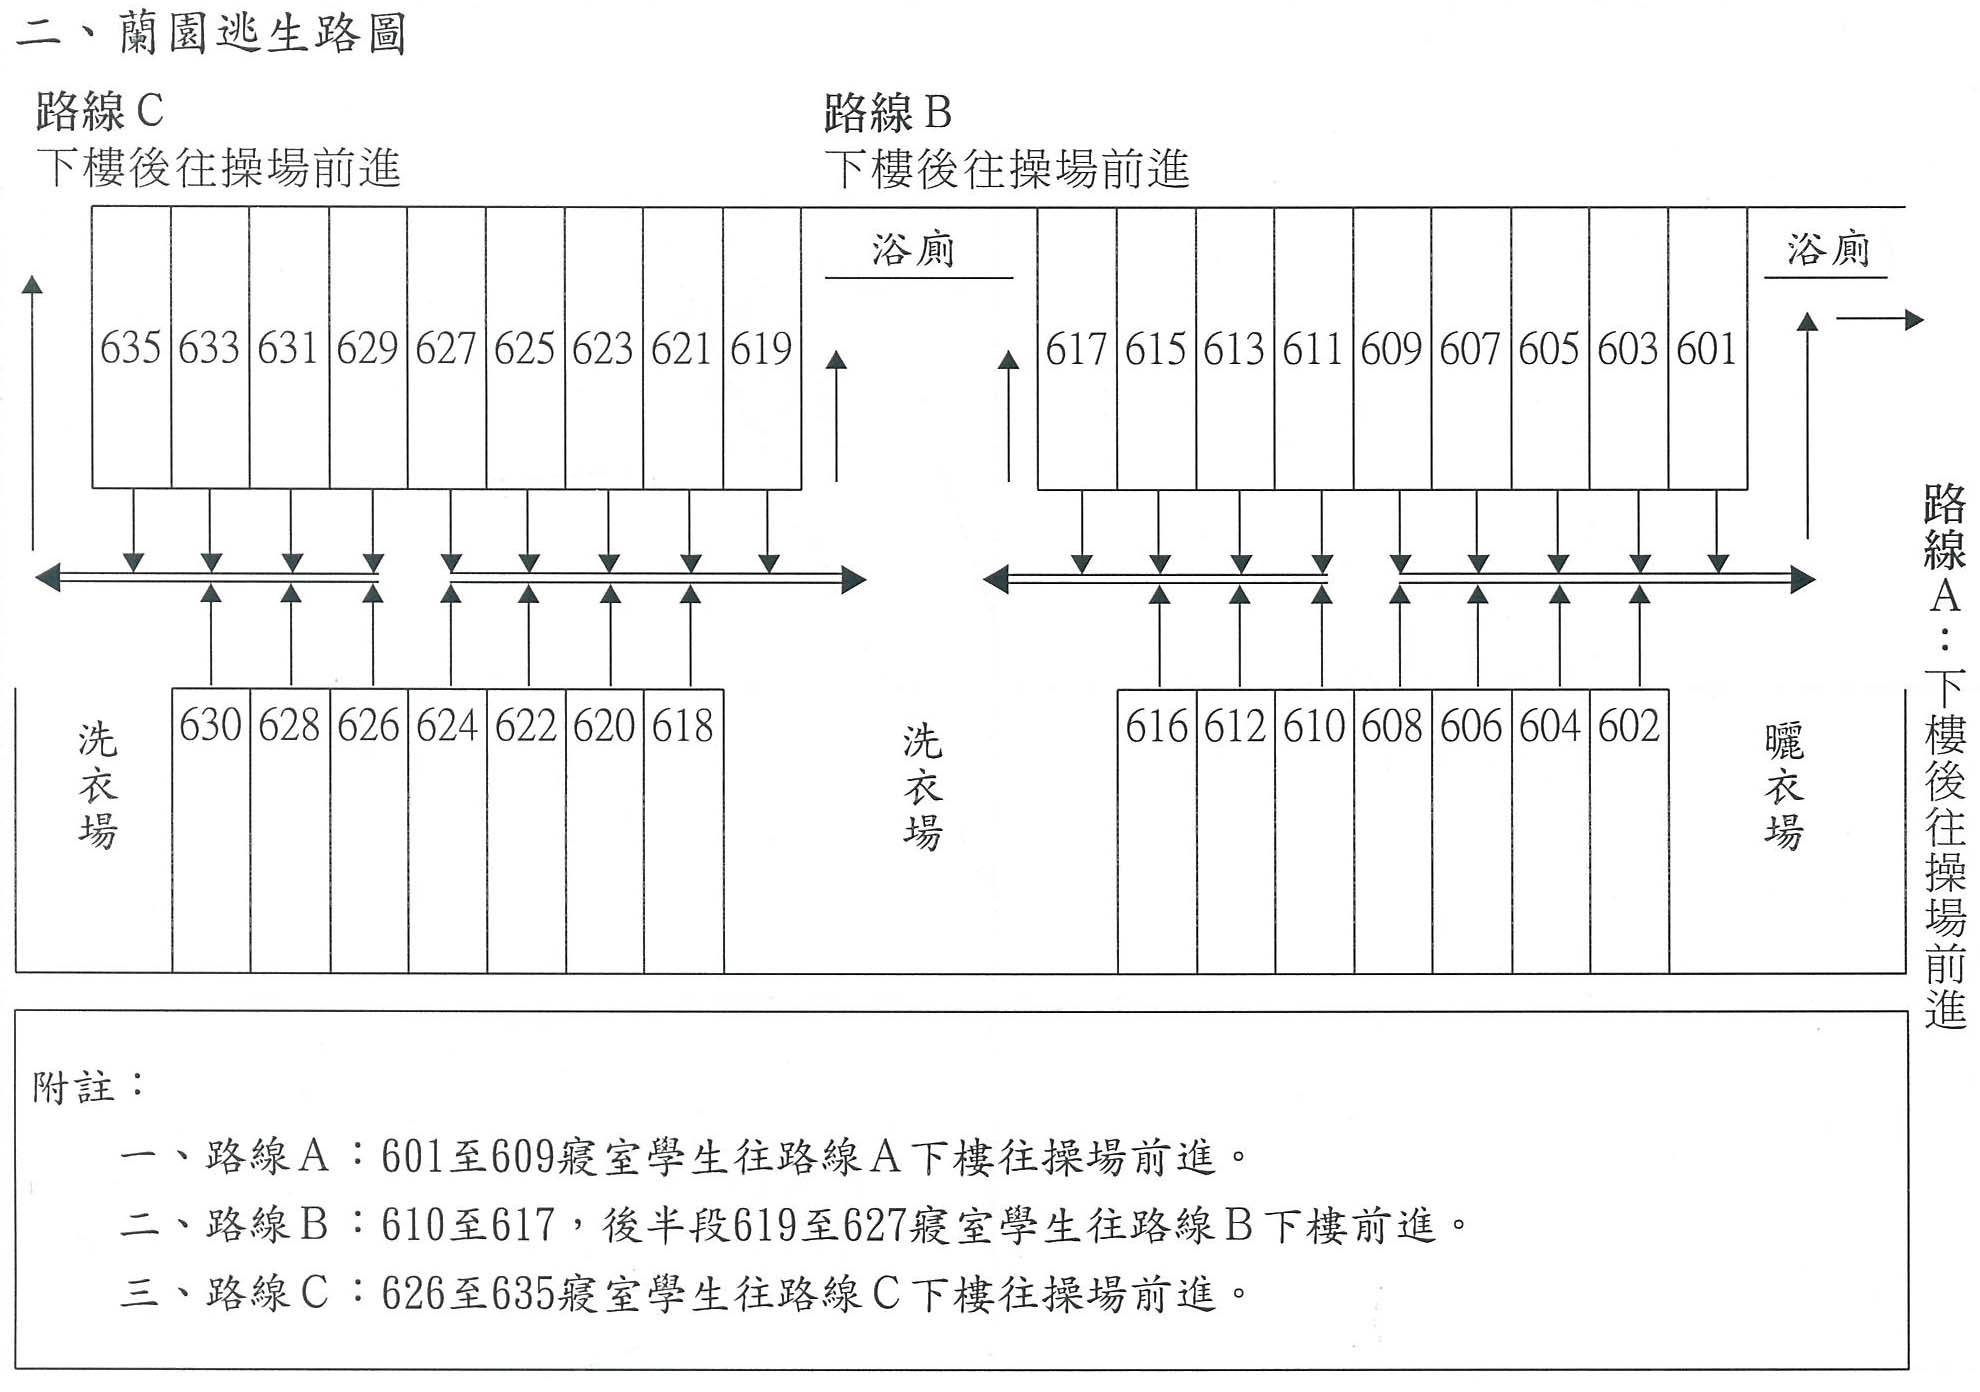 二、蘭園逃生路圖
路線C
下樓後往操場前進
路線B
下樓後往操場前進
浴廁
浴廁
635 633 631 629 627 625 623 621 619
617 615 613 611 609 607 605 603 601
路線A：下樓後往操場前進
洗衣場
630 628 626 624 622 620 618
洗衣場
616 612 610 608 606 604 602
曬衣場
附註：
一、路線A：601至609寢室學生往路線A下樓往操場前進。
二、路線B：610至617，後半段619至627寢室學生往路線B下樓前進。
三、路線C：626至635寢室學生往路線C下樓往操場前進。